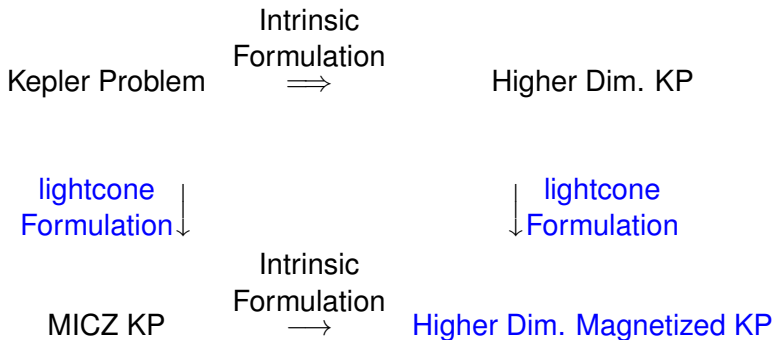 Intrinsic
Formulation
Kepler Problem ⟹ Higher Dim. KP
lightcone ↓ lightcone
Formulation Formulation
Intrinsic
Formulation
MICZ KP ⟶ Higher Dim. Magnetized KP